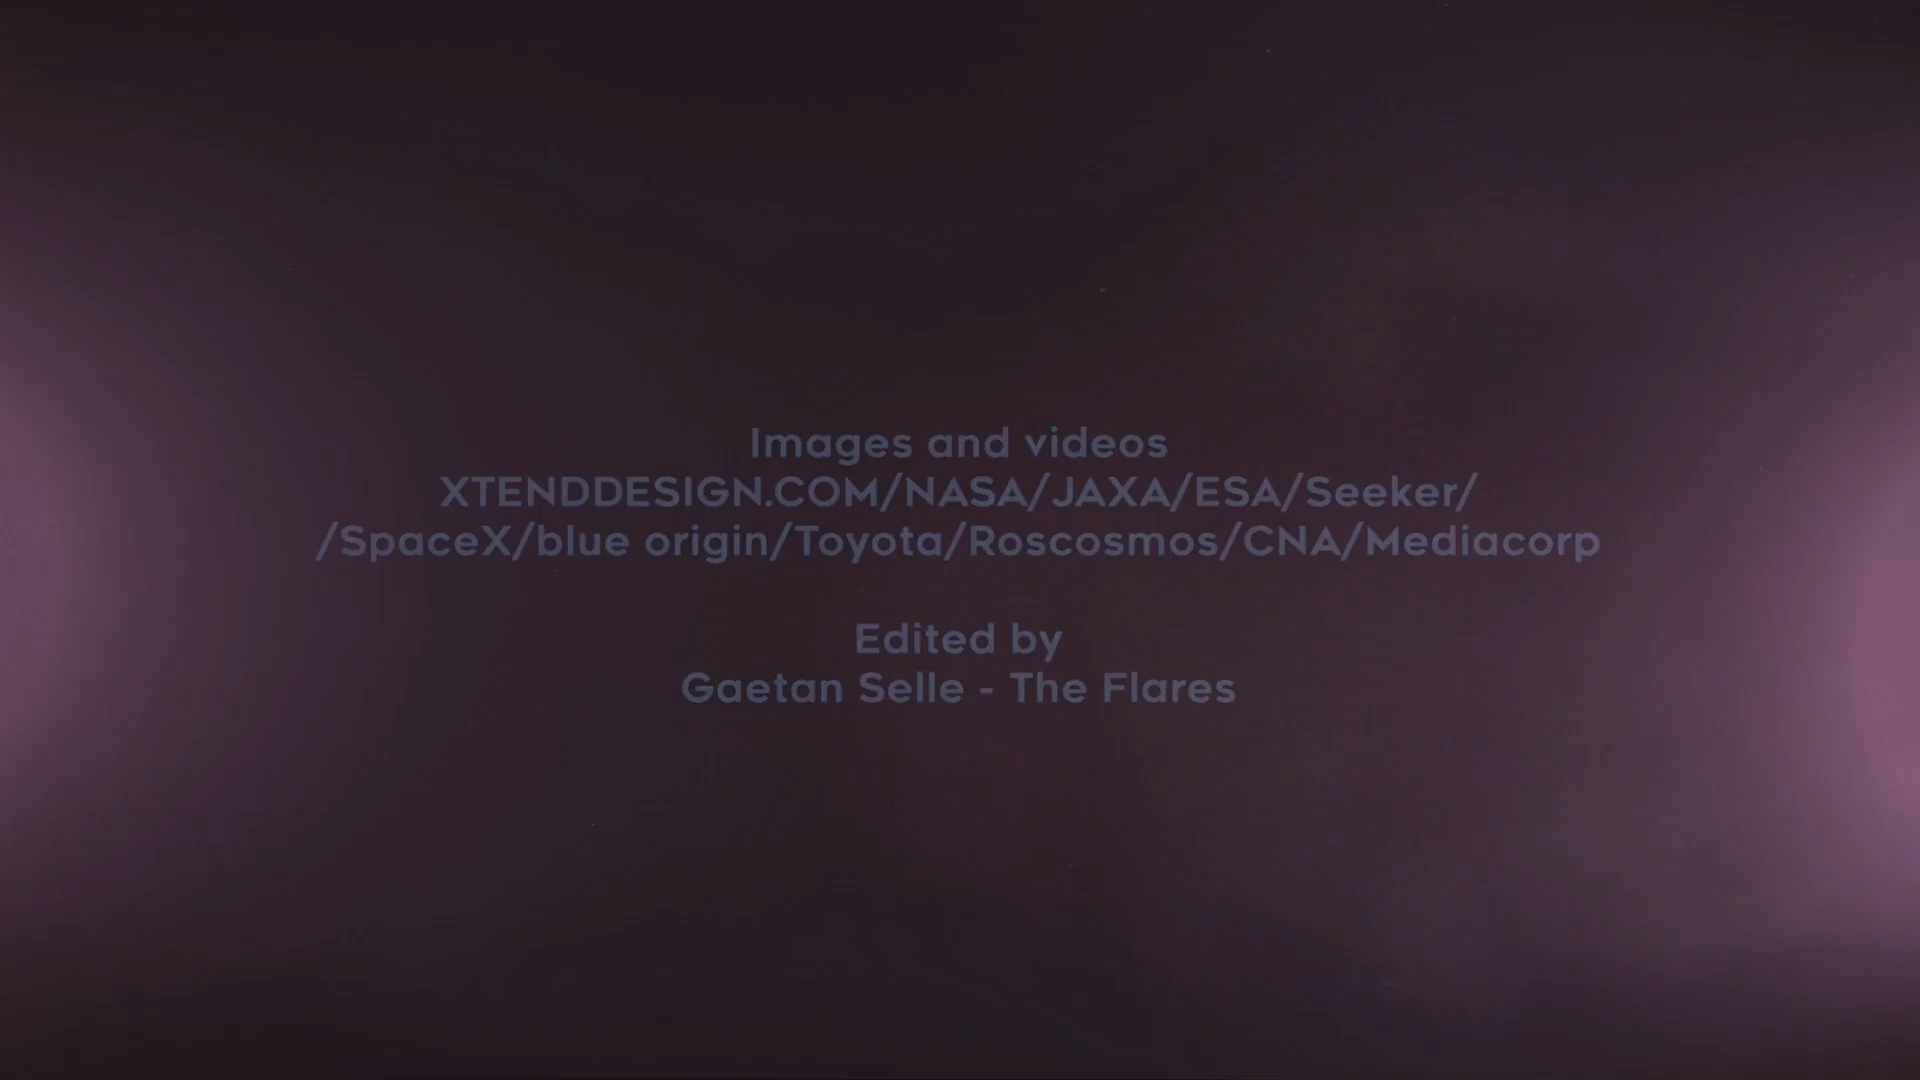 Images and videos
XTENDDESIGN.COM/NASA/JAXA/ESA/Seeker/
/SpaceX/blue origin/Toyota/Roscosmos/CNA/Mediacorp
Edited by
Gaetan Selle - The Flares